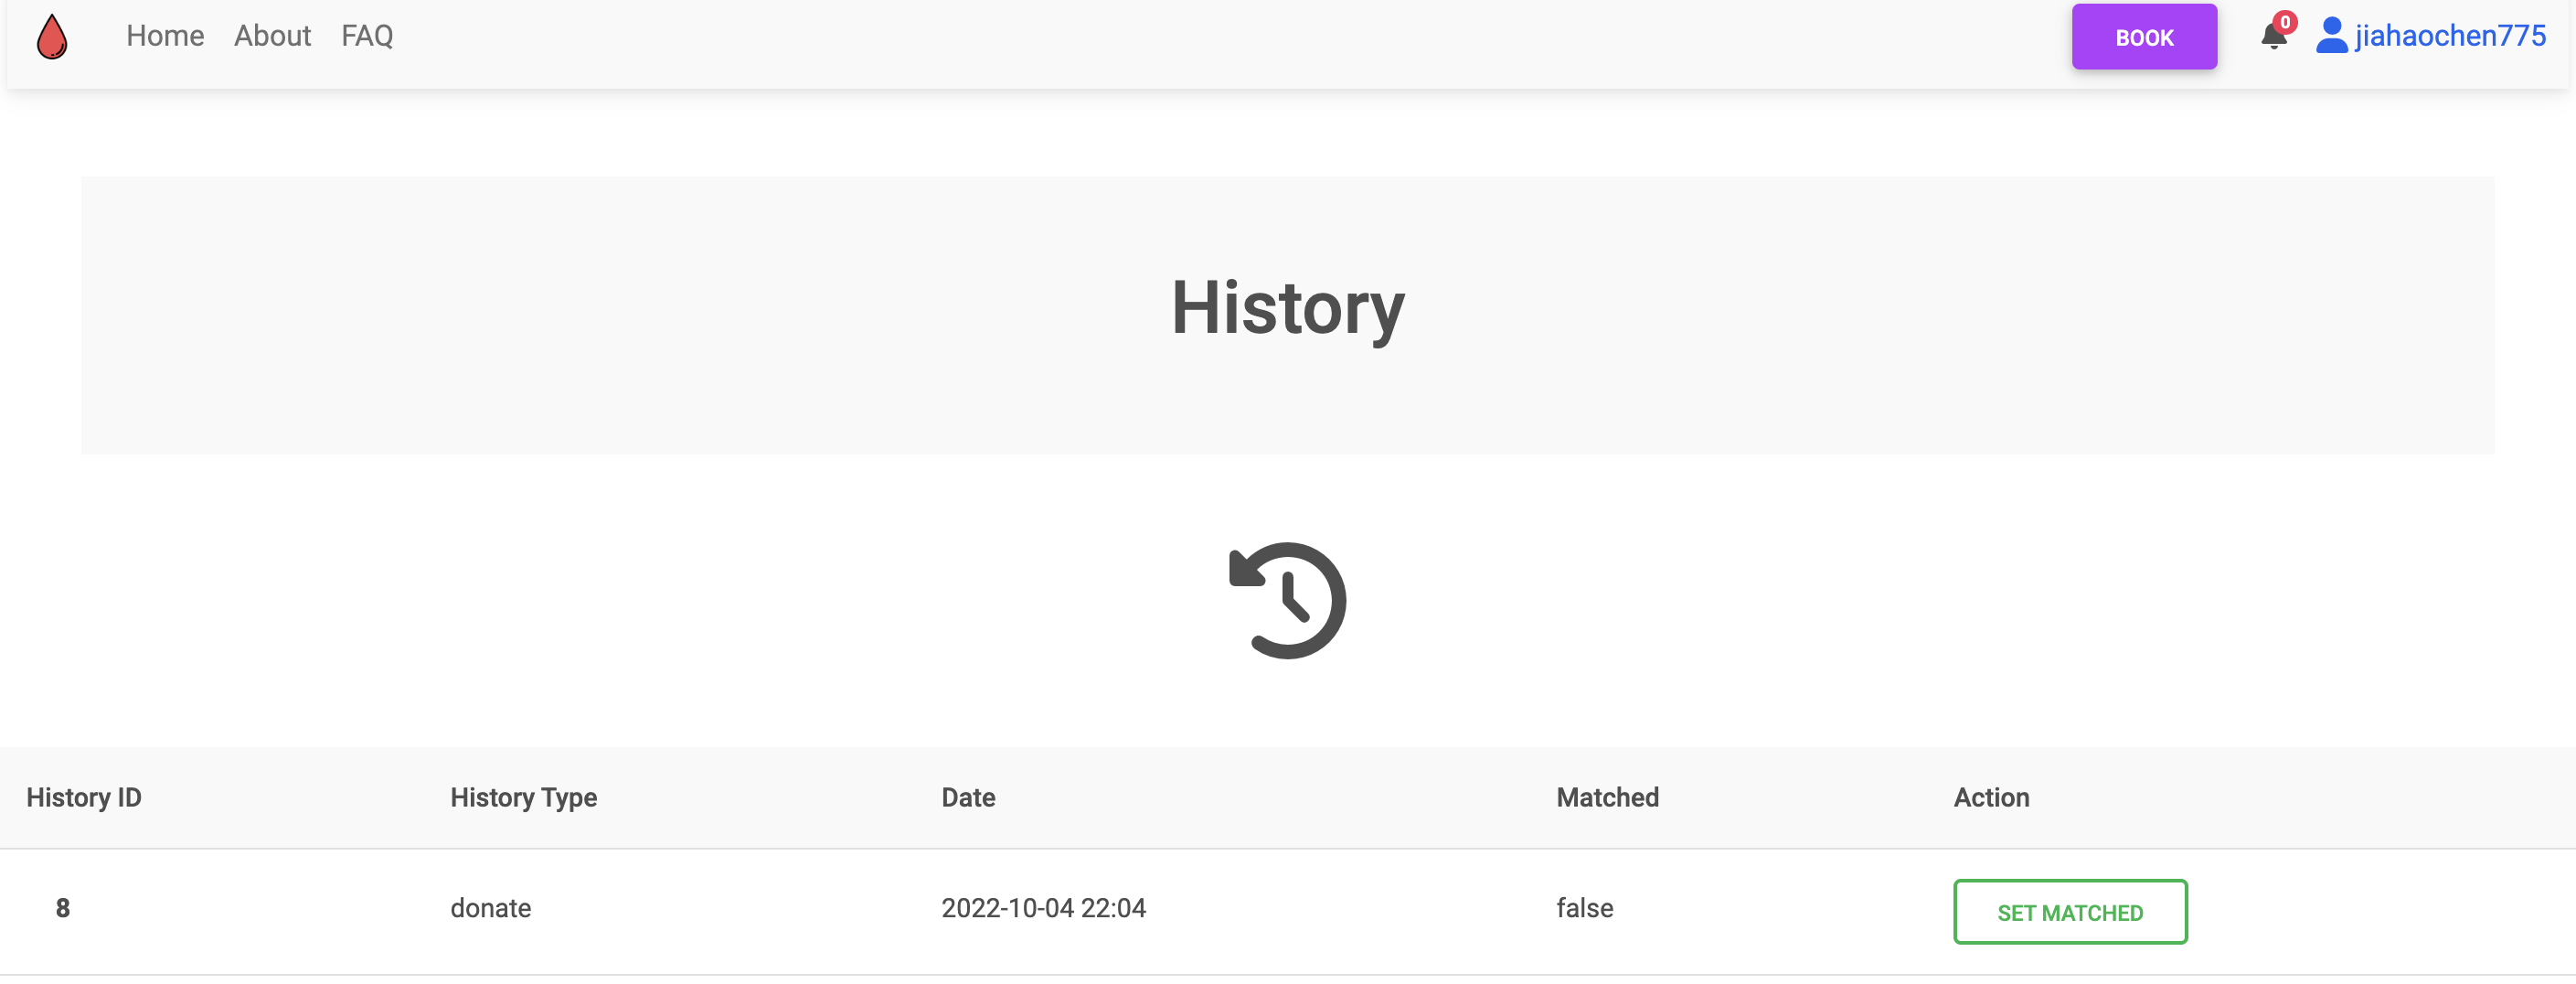 Home About FAQ BOOK 0 jiahaochen775
History
History ID History Type Date Matched Action
8 donate 2022-10-04 22:04 false SET MATCHED